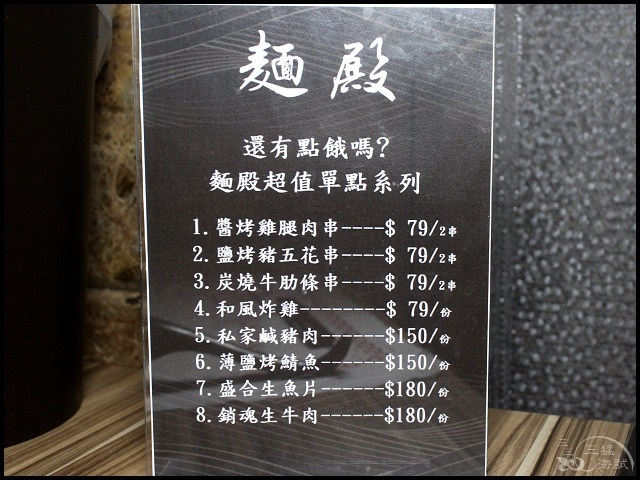 麵殿
還有點餓嗎?
麵殿超值單點系列
1.醬烤雞腿肉串----$ 79/2串
2.鹽烤豬五花串----$ 79/2串
3.炭燒牛肋條串----$ 79/2串
4.和風炸雞--------$ 79/份
5.私家鹹豬肉------$150/份
6.薄鹽烤鯖魚------$150/份
7.盛合生魚片------$180/份
8.銷魂生牛肉------$180/份
三猛
海賊